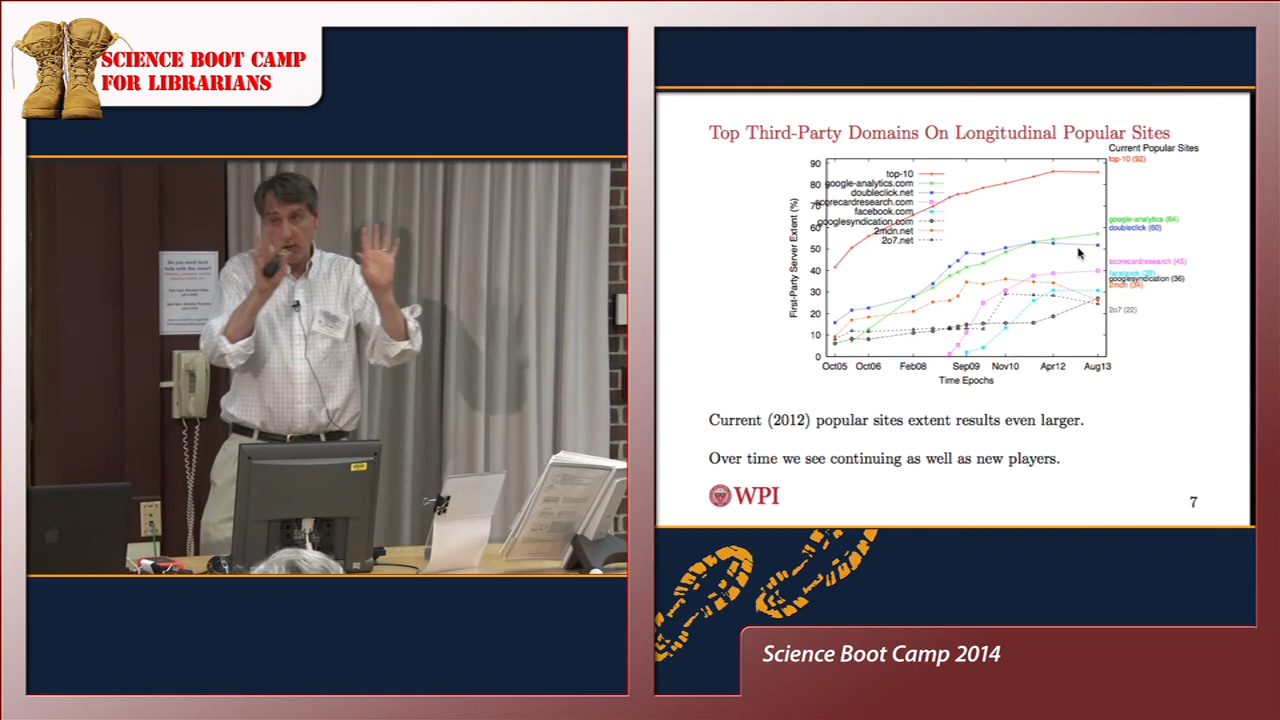 SCIENCE BOOT CAMP
FOR LIBRARIANS
Top Third-Party Domains On Longitudinal Popular Sites
Current Popular Sites
top-10 (92)
google-analytics (64)
doubleclick (60)
scorecardresearch (45)
googlesyndication (36)
2mdn (34)
2o7 (22)
top-10
google-analytics.com
doubleclick.net
scorecardresearch.com
facebook.com
googlesyndication.com
2mdn.net
2o7.net
First-Party Server Extent (%)
90
80
70
60
50
40
30
20
10
0
Oct05 Oct06 Feb08 Sep09 Nov10 Apr12 Aug13
Time Epochs
Current (2012) popular sites extent results even larger.
Over time we see continuing as well as new players.
WPI
7
Science Boot Camp 2014